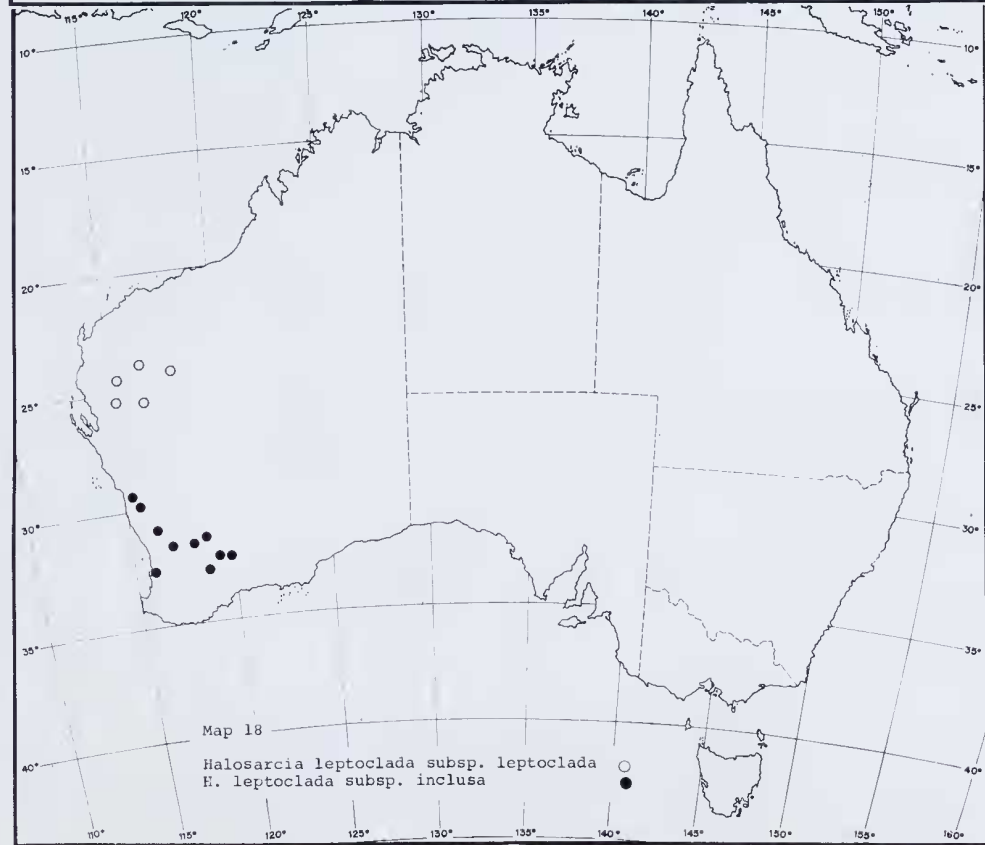 115° 120° 125° 130° 135° 140° 145° 150°
10° 10°
15° 15°
20° 20°
25° 25°
30° 30°
35° 35°
40° 40°
Map 18
Halosarcia leptoclada subsp. leptoclada
H. leptoclada subsp. inclusa
110° 115° 120° 125° 130° 135° 140° 145° 150° 155° 160°